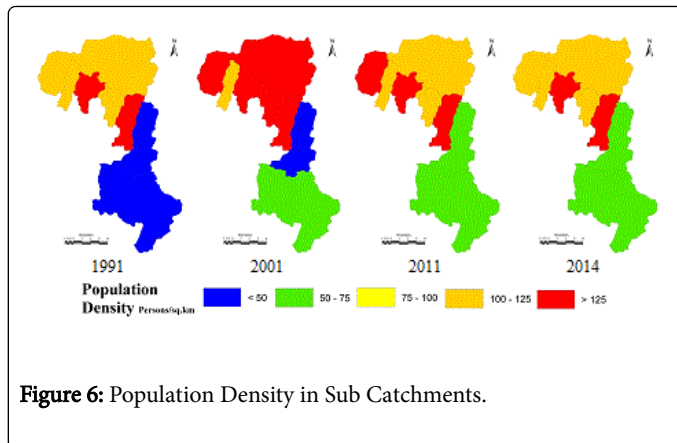 N N N N
1991 2001 2011 2014
Population
Density Persons/sq.km < 50 50 - 75 75 - 100 100 - 125 > 125
Figure 6: Population Density in Sub Catchments.